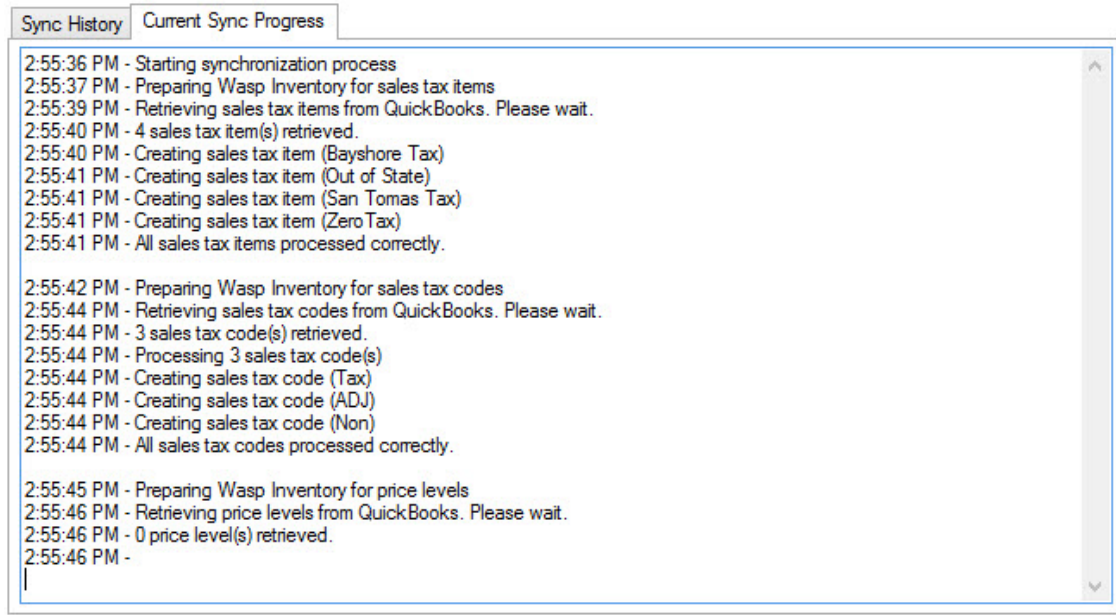 Sync History
Current Sync Progress
2:55:36 PM - Starting synchronization process
2:55:37 PM - Preparing Wasp Inventory for sales tax items
2:55:39 PM - Retrieving sales tax items from QuickBooks. Please wait.
2:55:40 PM - 4 sales tax item(s) retrieved.
2:55:40 PM - Creating sales tax item (Bayshore Tax)
2:55:41 PM - Creating sales tax item (Out of State)
2:55:41 PM - Creating sales tax item (San Tomas Tax)
2:55:41 PM - Creating sales tax item (ZeroTax)
2:55:41 PM - All sales tax items processed correctly.
2:55:42 PM - Preparing Wasp Inventory for sales tax codes
2:55:44 PM - Retrieving sales tax codes from QuickBooks. Please wait.
2:55:44 PM - 3 sales tax code(s) retrieved.
2:55:44 PM - Processing 3 sales tax code(s)
2:55:44 PM - Creating sales tax code (Tax)
2:55:44 PM - Creating sales tax code (ADJ)
2:55:44 PM - Creating sales tax code (Non)
2:55:44 PM - All sales tax codes processed correctly.
2:55:45 PM - Preparing Wasp Inventory for price levels
2:55:46 PM - Retrieving price levels from QuickBooks. Please wait.
2:55:46 PM - 0 price level(s) retrieved.
2:55:46 PM -